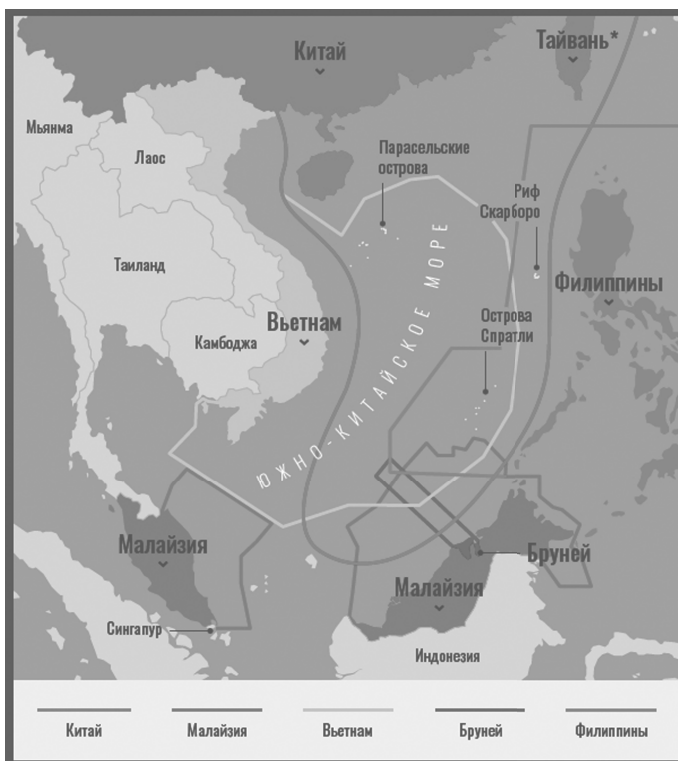 Китай
Тайвань*
Мьянма
Лаос
Парасельские
острова
Риф
Скарборо
Таиланд
Филиппины
Вьетнам
Камбоджа
Острова
Спратли
ЮЖНО-КИТАЙСКОЕ МОРЕ
Малайзия
Бруней
Малайзия
Сингапур
Индонезия
Китай
Малайзия
Вьетнам
Бруней
Филиппины